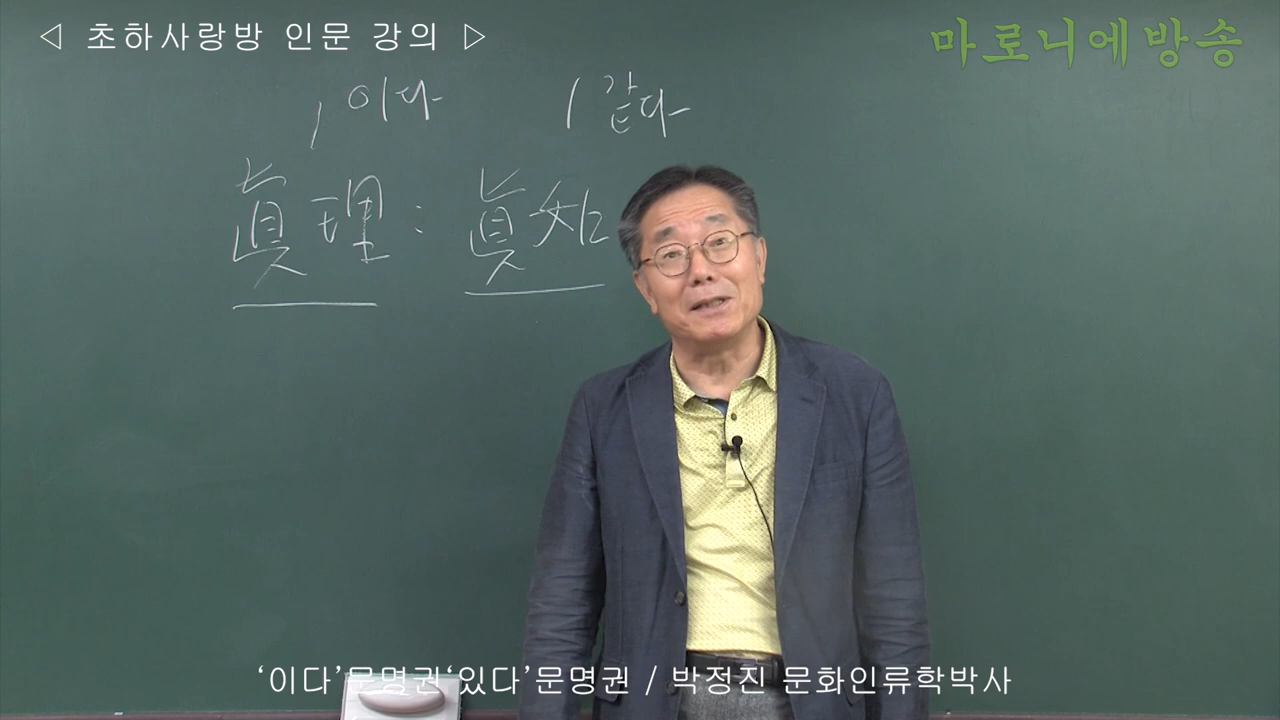 ◁ 초하사랑방 인문 강의 ▷
마로니에방송
이다 같다
眞理 : 眞如
‘이다’문명권‘있다’문명권 / 박정진 문화인류학박사